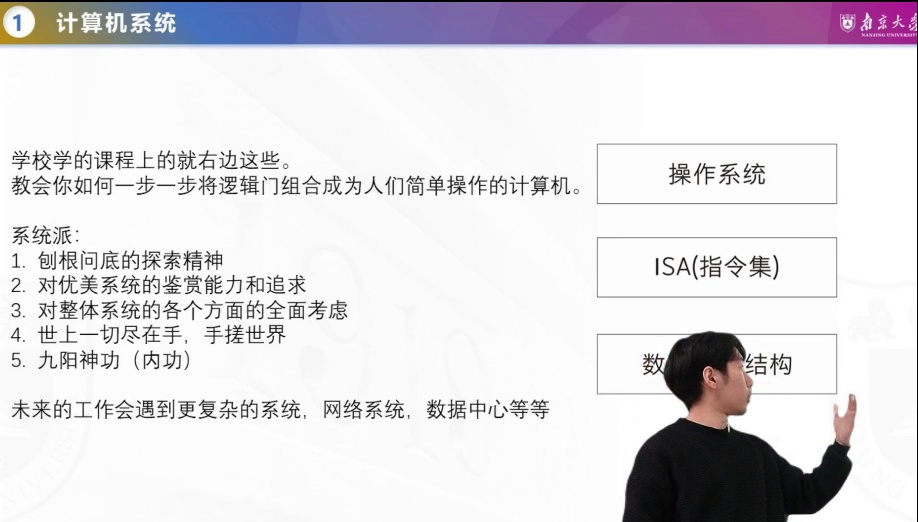 1 计算机系统
南京大学
NANJING UNIVERSITY
学校学的课程上的就右边这些。
教会你如何一步一步将逻辑门组合成为人们简单操作的计算机。
系统派：
1. 刨根问底的探索精神
2. 对优美系统的鉴赏能力和追求
3. 对整体系统的各个方面的全面考虑
4. 世上一切尽在手，手搓世界
5. 九阳神功（内功）
未来的工作会遇到更复杂的系统，网络系统，数据中心等等
操作系统
ISA(指令集)
数
结构